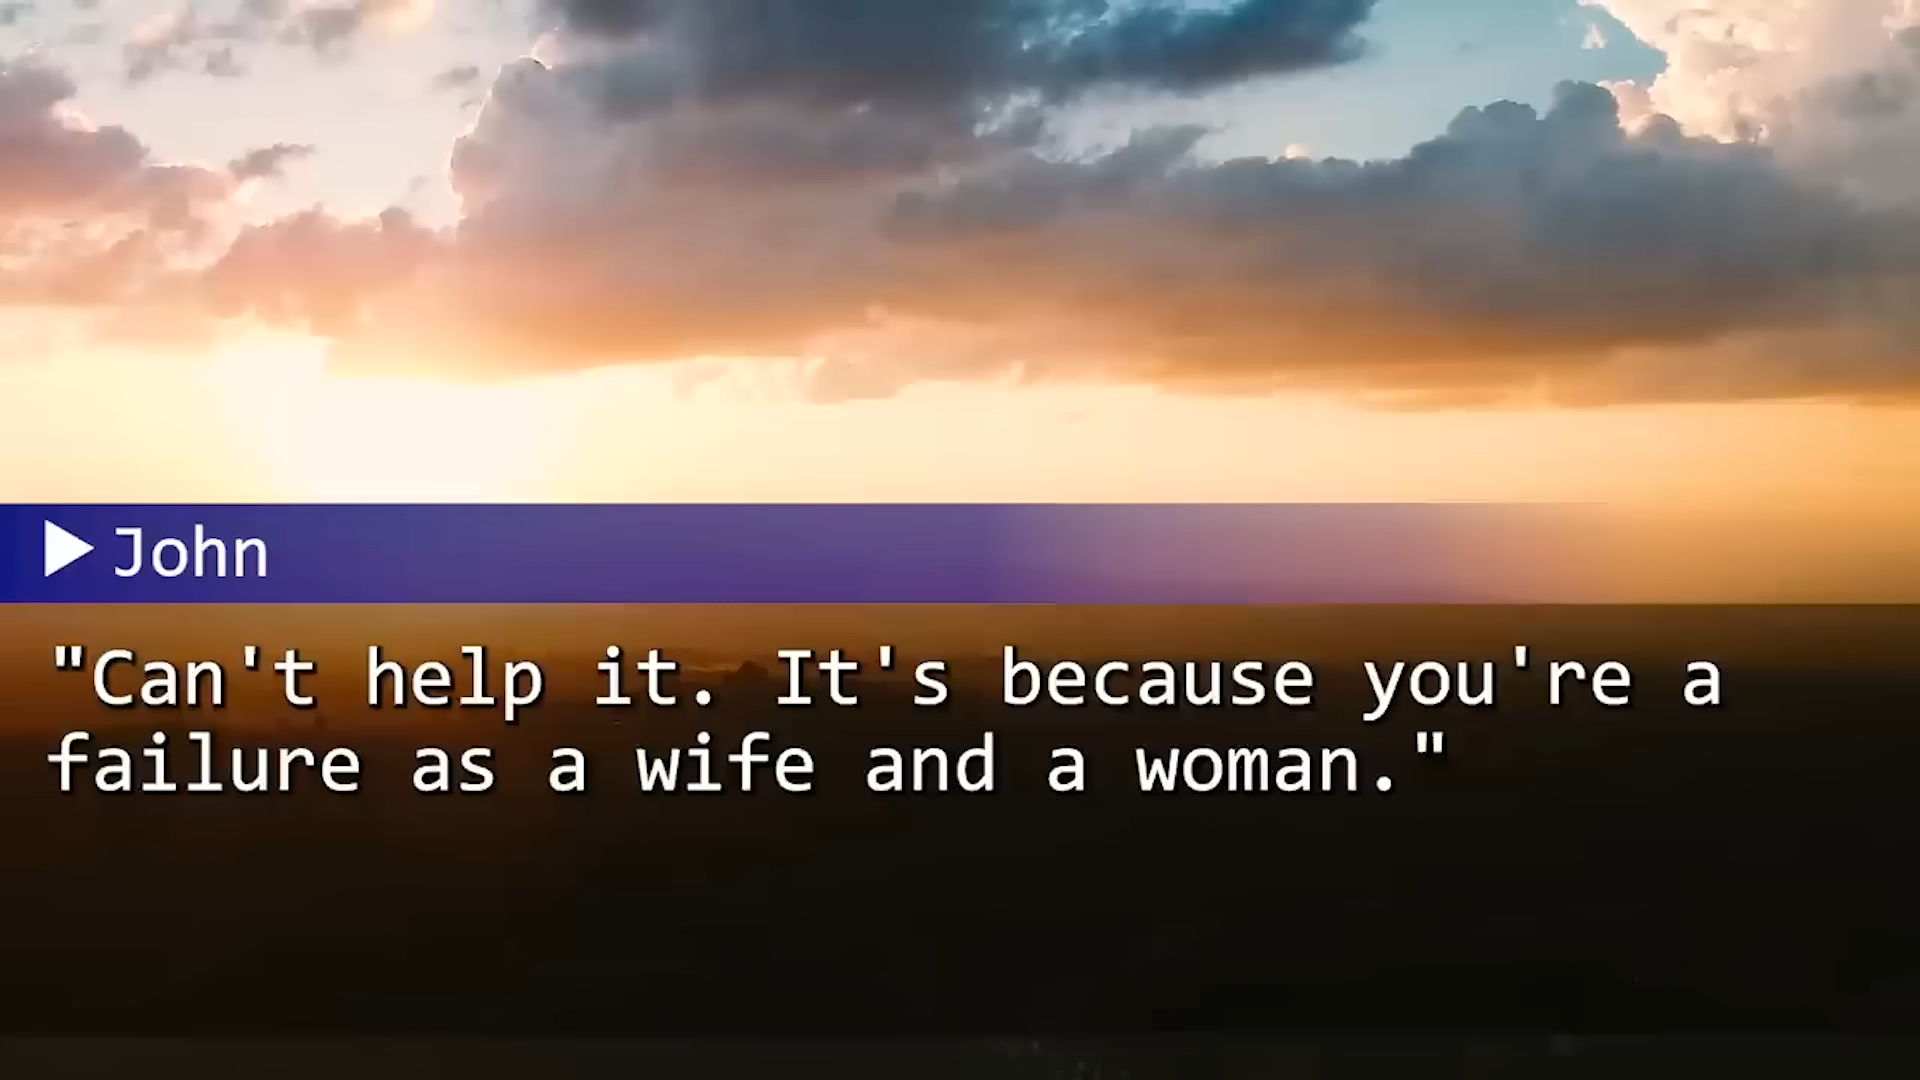 John
"Can't help it. It's because you're a
failure as a wife and a woman."